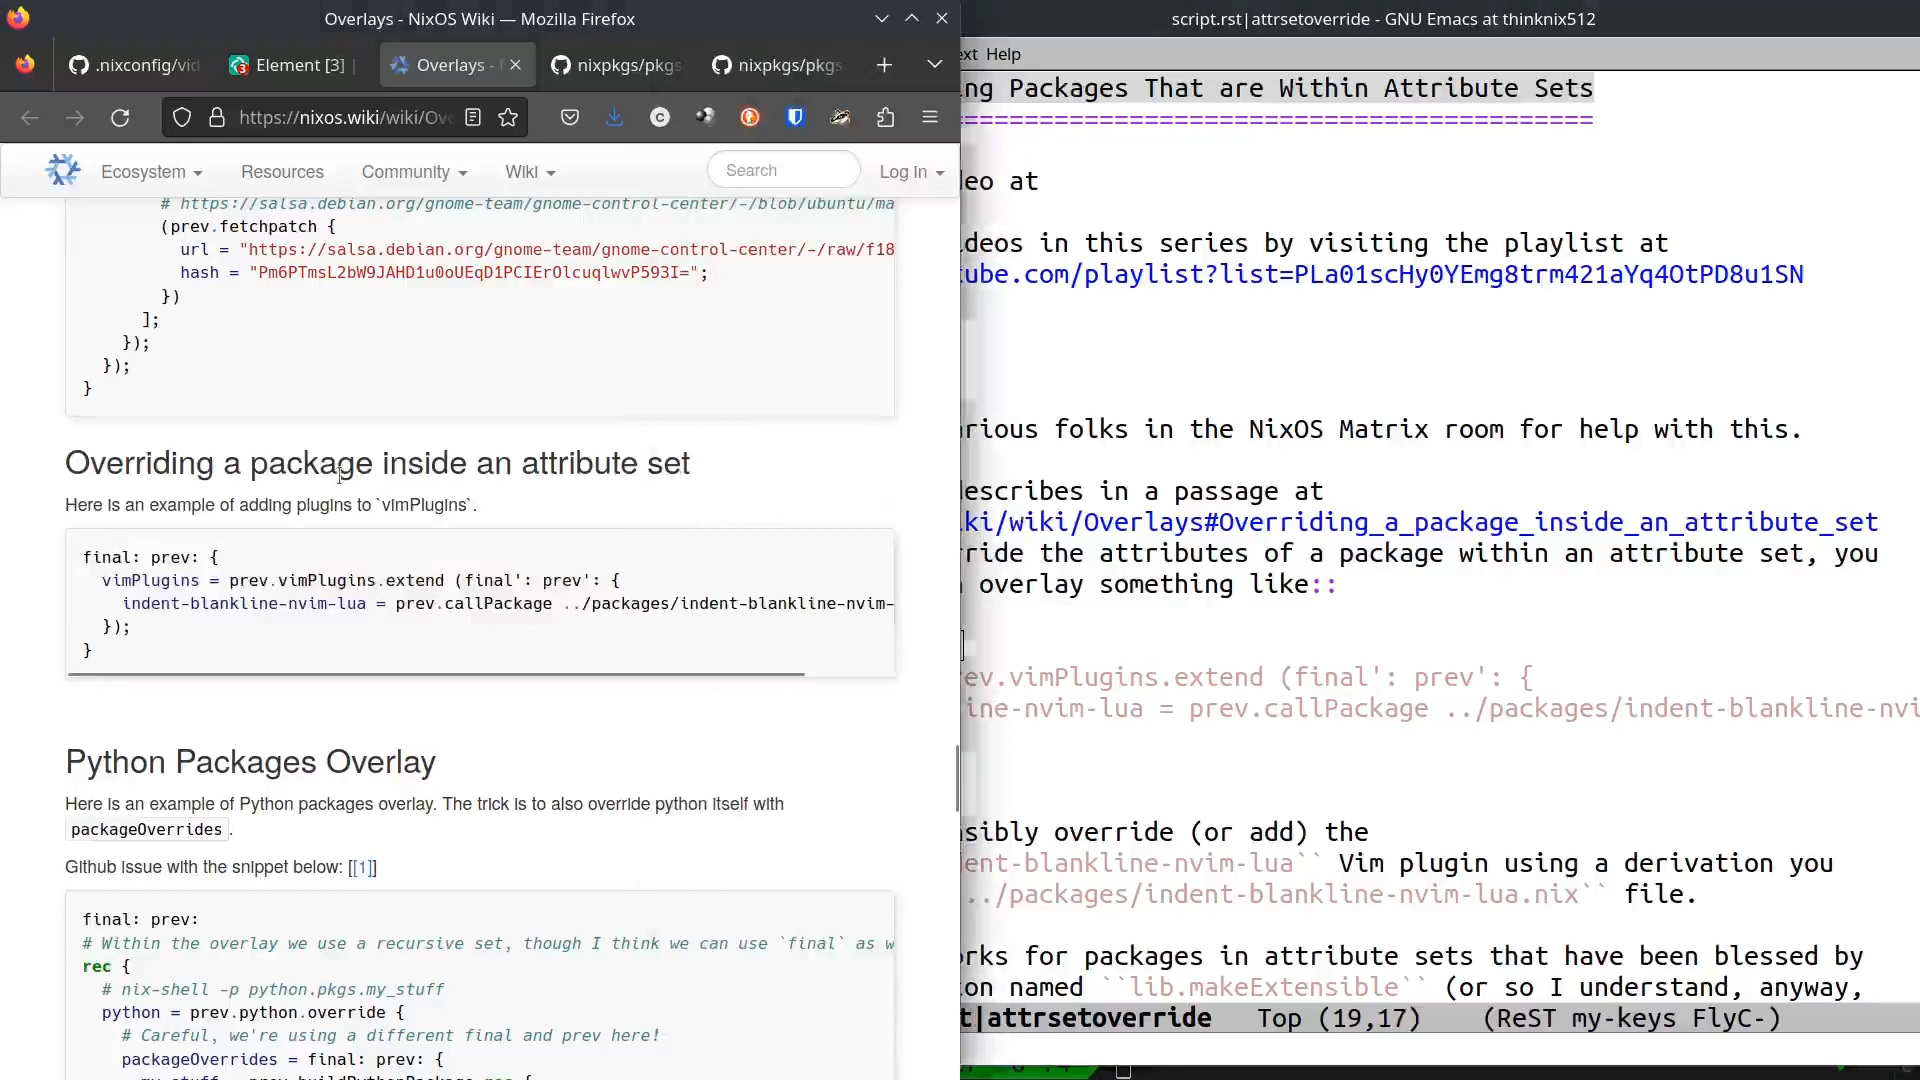 Overlays - NixOS Wiki — Mozilla Firefox
.nixconfig/vid
Element [3]
Overlays -
nixpkgs/pkgs
nixpkgs/pkgs
https://nixos.wiki/wiki/Ov
Ecosystem
Resources
Community
Wiki
Search
Log in
# https://salsa.debian.org/gnome-team/gnome-control-center/-/blob/ubuntu/ma
(prev.fetchpatch {
url = "https://salsa.debian.org/gnome-team/gnome-control-center/-/raw/f18
hash = "Pm6PTmsL2bW9JAHD1u0oUEqD1PCIErOlcuqlwvP593I=";
})
];
});
});
}
Overriding a package inside an attribute set
Here is an example of adding plugins to `vimPlugins`.
final: prev: {
vimPlugins = prev.vimPlugins.extend (final': prev': {
indent-blankline-nvim-lua = prev.callPackage ../packages/indent-blankline-nvim-
});
}
Python Packages Overlay
Here is an example of Python packages overlay. The trick is to also override python itself with
packageOverrides.
Github issue with the snippet below: [[1]]
final: prev:
# Within the overlay we use a recursive set, though I think we can use `final` as w
rec {
# nix-shell -p python.pkgs.my_stuff
python = prev.python.override {
# Careful, we're using a different final and prev here!
packageOverrides = final: prev: {
script.rst|attrsetoverride - GNU Emacs at thinknix512
ext Help
ng Packages That are Within Attribute Sets
==========================================
deo at
ideos in this series by visiting the playlist at
tube.com/playlist?list=PLa01scHy0YEmg8trm421aYq4OtPD8u1SN
arious folks in the NixOS Matrix room for help with this.
describes in a passage at
iki/wiki/Overlays#Overriding_a_package_inside_an_attribute_set
rride the attributes of a package within an attribute set, you
overlay something like::
ev.vimPlugins.extend (final': prev': {
ine-nvim-lua = prev.callPackage ../packages/indent-blankline-nvi
nsibly override (or add) the
dent-blankline-nvim-lua`` Vim plugin using a derivation you
../packages/indent-blankline-nvim-lua.nix`` file.
orks for packages in attribute sets that have been blessed by
on named ``lib.makeExtensible`` (or so I understand, anyway,
t|attrsetoverride Top (19,17) (ReST my-keys FlyC-)